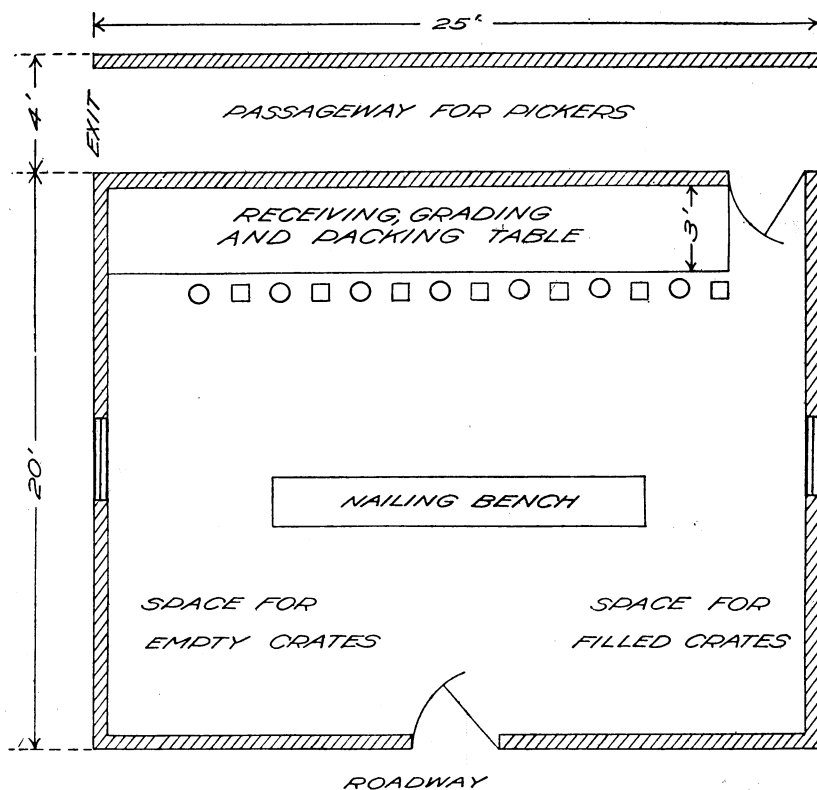 25'
4'
EXIT
PASSAGEWAY FOR PICKERS
RECEIVING, GRADING
AND PACKING TABLE
3'
20'
NAILING BENCH
SPACE FOR
EMPTY CRATES
SPACE FOR
FILLED CRATES
ROADWAY